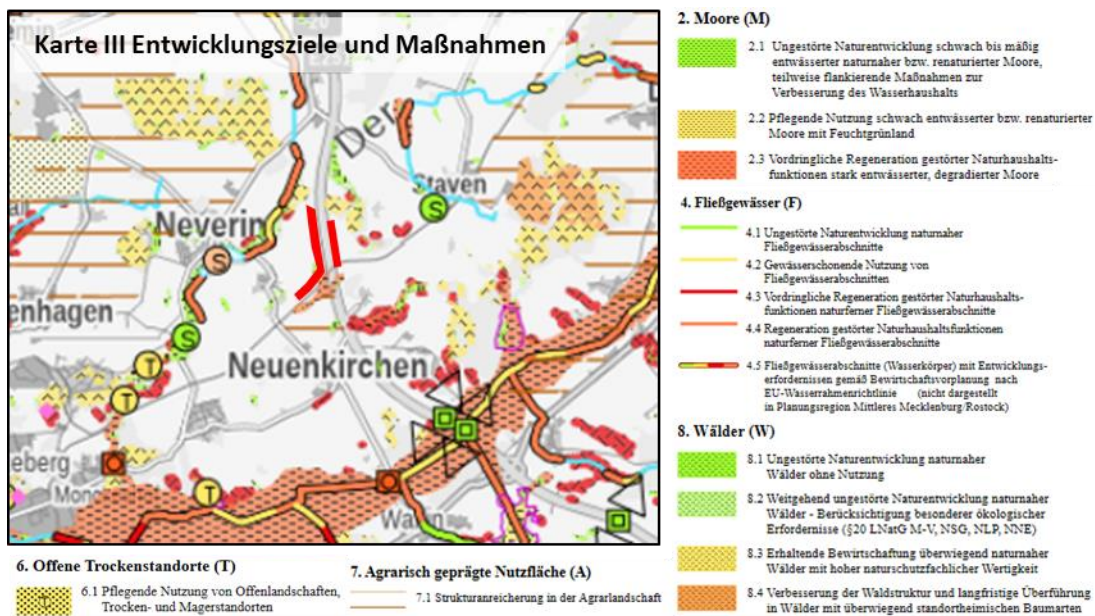 Karte III Entwicklungsziele und Maßnahmen
Der
Staven
Neverin
S
S
S
enhagen
T
Neuenkirchen
T
eberg
T
Warlin
2. Moore (M)
2.1 Ungestörte Naturentwicklung schwach bis mäßig
entwässerter naturnaher bzw. renaturierter Moore,
teilweise flankierende Maßnahmen zur
Verbesserung des Wasserhaushalts
2.2 Pflegende Nutzung schwach entwässerter bzw. renaturierter
Moore mit Feuchtgrünland
2.3 Vordringliche Regeneration gestörter Naturhaushalts-
funktionen stark entwässerter, degradierter Moore
4. Fließgewässer (F)
4.1 Ungestörte Naturentwicklung naturnaher
Fließgewässerabschnitte
4.2 Gewässerschonende Nutzung von
Fließgewässerabschnitten
4.3 Vordringliche Regeneration gestörter Naturhaushalts-
funktionen naturferner Fließgewässerabschnitte
4.4 Regeneration gestörter Naturhaushaltsfunktionen
naturferner Fließgewässerabschnitte
4.5 Fließgewässerabschnitte (Wasserkörper) mit Entwicklungs-
erfordernissen gemäß Bewirtschaftsvorplanung nach
EU-Wasserrahmenrichtlinie (nicht dargestellt
in Planungsregion Mittleres Mecklenburg/Rostock)
8. Wälder (W)
8.1 Ungestörte Naturentwicklung naturnaher
Wälder ohne Nutzung
8.2 Weitgehend ungestörte Naturentwicklung naturnaher
Wälder - Berücksichtigung besonderer ökologischer
Erfordernisse (§20 LNatG M-V, NSG, NLP, NNE)
8.3 Erhaltende Bewirtschaftung überwiegend naturnaher
Wälder mit hoher naturschutzfachlicher Wertigkeit
8.4 Verbesserung der Waldstruktur und langfristige Überführung
in Wälder mit überwiegend standortheimischen Baumarten
6. Offene Trockenstandorte (T)
T
6.1 Pflegende Nutzung von Offenlandschaften,
Trocken- und Magerstandorten
7. Agrarisch geprägte Nutzfläche (A)
7.1 Strukturanreicherung in der Agrarlandschaft